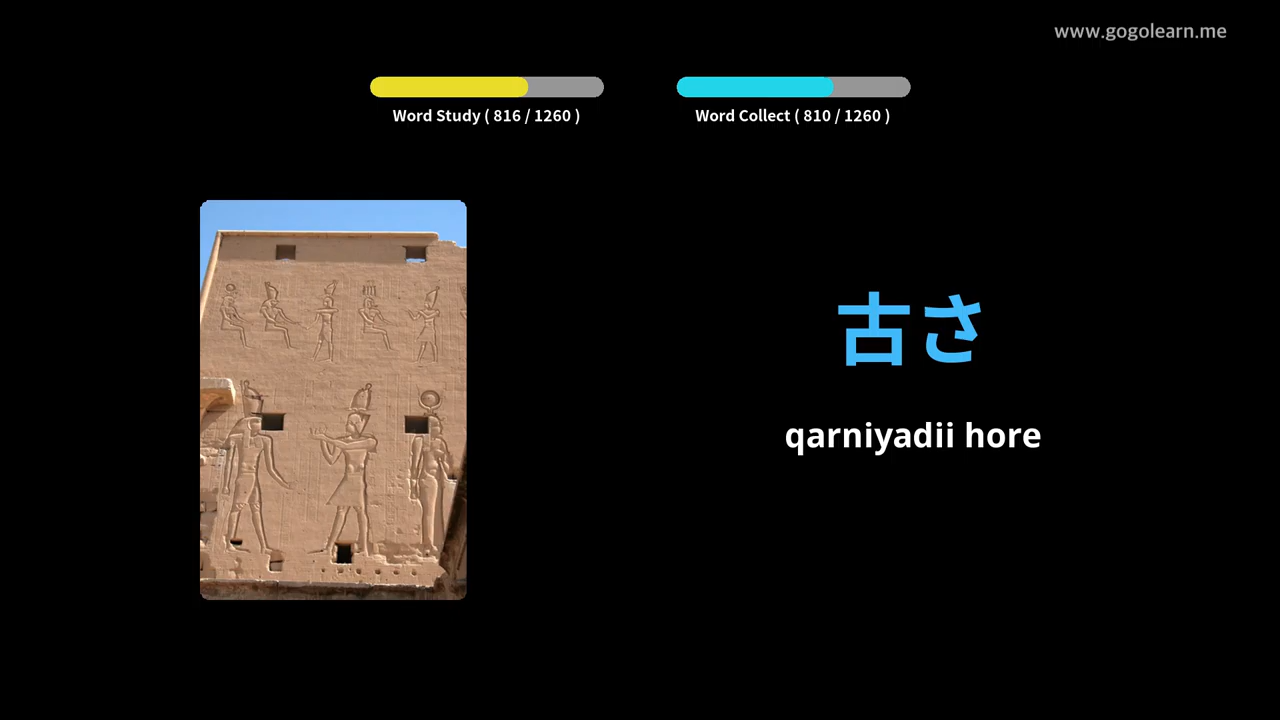 www.gogolearn.me
Word Study ( 816 / 1260 )
Word Collect ( 810 / 1260 )
古さ
qarniyadii hore